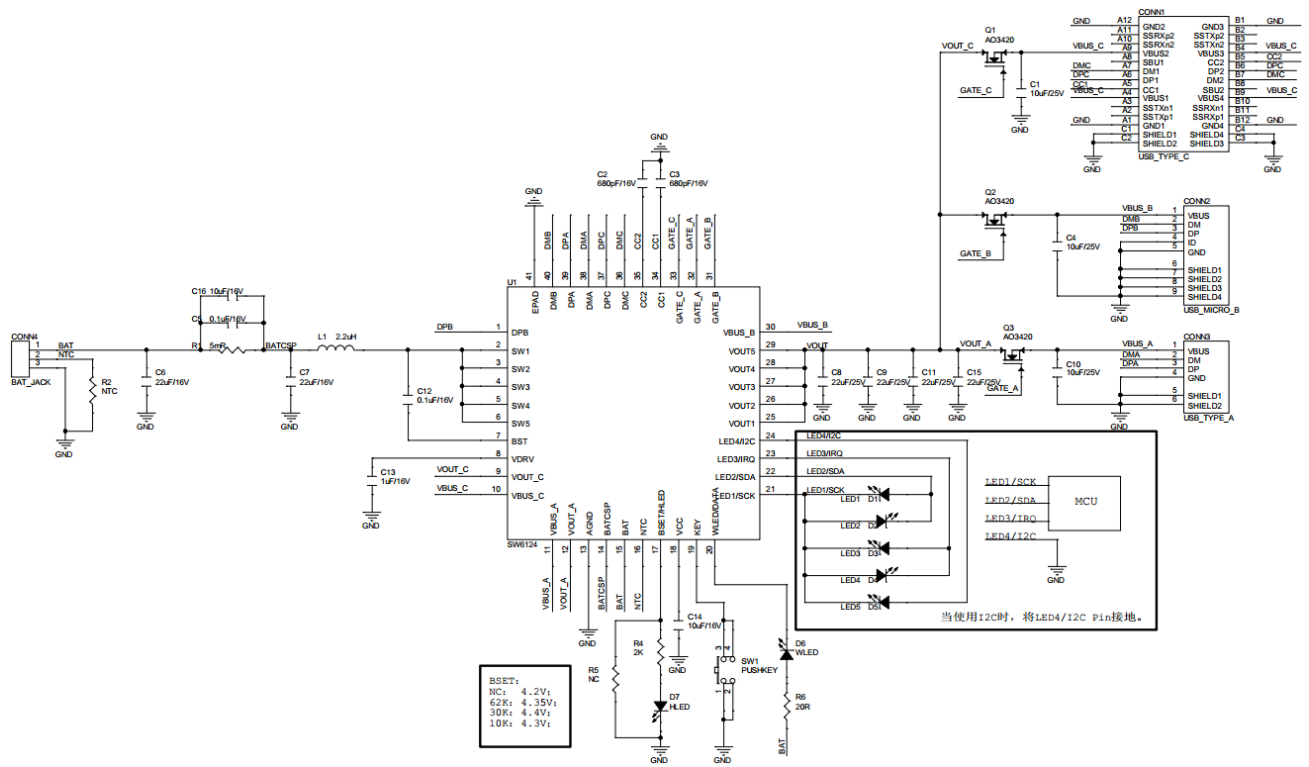 CONN1
GND A12 GND2 GND3 B1 GND
A11 SSRXp2 SSTXp2 B2
A10 SSRXn2 SSTXn2 B3
VBUS_C A9 VBUS2 VBUS3 B4 VBUS_C
A8 SBU1 CC2 B5 CC2
DMC A7 DM1 DP2 B6 DPC
DPC A6 DP1 DM2 B7 DMC
CC1 A5 CC1 SBU2 B8
VBUS_C A4 VBUS1 VBUS4 B9 VBUS_C
A3 SSTXn1 SSRXn1 B10
A2 SSTXp1 SSRXp1 B11
GND A1 GND1 GND4 B12 GND
C1 SHIELD1 SHIELD4 C4
C2 SHIELD2 SHIELD3 C3
USB_TYPE_C
GND GND
Q1
AO3420
VOUT_C
GATE_C
C1
10uF/25V
GND
Q2
AO3420
GATE_B
VBUS_B
C4
10uF/25V
GND
CONN2
VBUS_B 1 VBUS
DMB 2 DM
DPB 3 DP
4 ID
5 GND
6 SHIELD1
7 SHIELD2
8 SHIELD3
9 SHIELD4
USB_MICRO_B
Q3
AO3420
VOUT_A
GATE_A
C10
10uF/25V
GND
CONN3
VBUS_A 1 VBUS
DMA 2 DM
DPA 3 DP
4 GND
5 SHIELD1
6 SHIELD2
USB_TYPE_A
GND
C2
680pF/16V
C3
680pF/16V
GND
DMB DPA DMA DPC DMC CC2 CC1 GATE_C GATE_A GATE_B
41 40 39 38 37 36 35 34 33 32 31
U1
EPAD DMB DPA DMA DPC DMC CC2 CC1 GATE_C GATE_A GATE_B
DPB 1 DPB
2 SW1
3 SW2
4 SW3
5 SW4
6 SW5
7 BST
8 VDRV
VOUT_C 9 VOUT_C
VBUS_C 10 VBUS_C
VBUS_B 30 VBUS_B
VOUT5 29 VOUT
VOUT4 28
VOUT3 27
VOUT2 26
VOUT1 25
LED4/I2C 24 LED4/I2C
LED3/IRQ 23 LED3/IRQ
LED2/SDA 22 LED2/SDA
LED1/SCK 21 LED1/SCK
VBUS_A VOUT_A AGND BATCSP BAT NTC BSET/HLED VCC KEY WLED/DATA
SW6124
11 12 13 14 15 16 17 18 19 20
VBUS_A VOUT_A BATCSP BAT NTC
GND
C16 10uF/16V
C5 0.1uF/16V
R1 5mR
BATCSP
L1 2.2uH
CONN4
1 BAT
2 NTC
3
BAT_JACK
R2
NTC
GND
C6
22uF/16V
GND
C7
22uF/16V
GND
C12
0.1uF/16V
C13
1uF/16V
GND
C8
22uF/25V
GND
C9
22uF/25V
GND
C11
22uF/25V
GND
C15
22uF/25V
GND
LED1 D1
LED2 D2
LED3 D3
LED4 D4
LED5 D5
LED1/SCK
LED2/SDA
LED3/IRQ
LED4/I2C
MCU
GND
当使用I2C时，将LED4/I2C Pin接地。
C14
10uF/16V
GND
R4
2K
R5
NC
D7
HLED
GND
3 4
SW1
PUSHKEY
1 2
GND
D6
WLED
R6
20R
BAT
BSET:
NC: 4.2V;
62K: 4.35V;
30K: 4.4V;
10K: 4.3V;